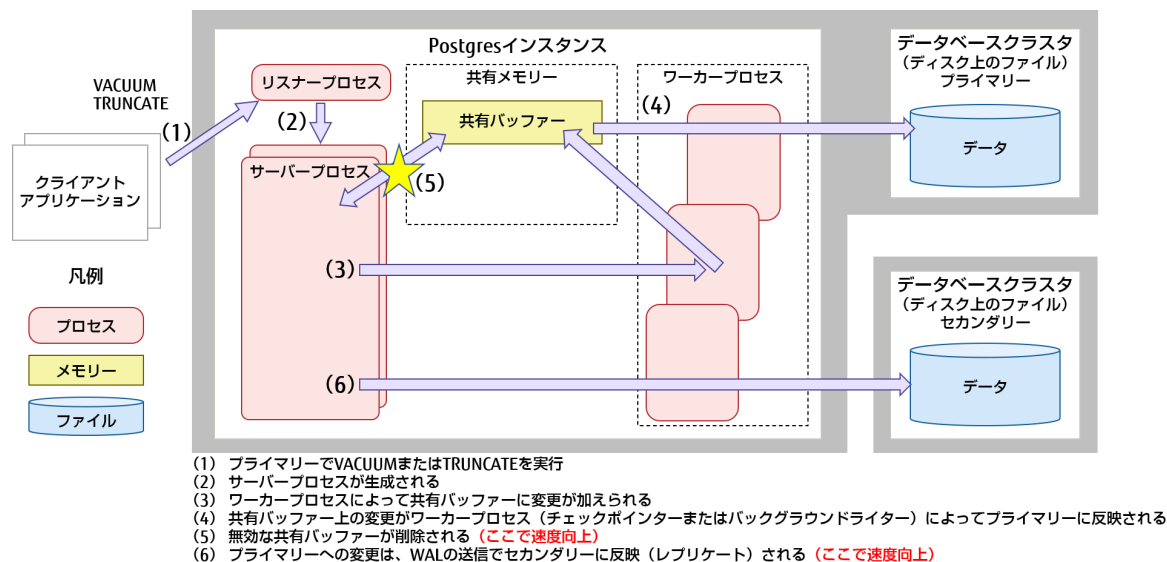 Postgresインスタンス
データベースクラスタ
（ディスク上のファイル）
プライマリー
データ
リスナープロセス
共有メモリー
ワーカープロセス
VACUUM
TRUNCATE
（1）
（2）
共有バッファー
（4）
サーバープロセス
（5）
クライアント
アプリケーション
（3）
データベースクラスタ
（ディスク上のファイル）
セカンダリー
データ
（6）
凡例
プロセス
メモリー
ファイル
（1） プライマリーでVACUUMまたはTRUNCATEを実行
（2） サーバープロセスが生成される
（3） ワーカープロセスによって共有バッファーに変更が加えられる
（4） 共有バッファー上の変更がワーカープロセス（チェックポインターまたはバックグラウンドライター）によってプライマリーに反映される
（5） 無効な共有バッファーが削除される（ここで速度向上）
（6） プライマリーへの変更は、WALの送信でセカンダリーに反映（レプリケート）される（ここで速度向上）